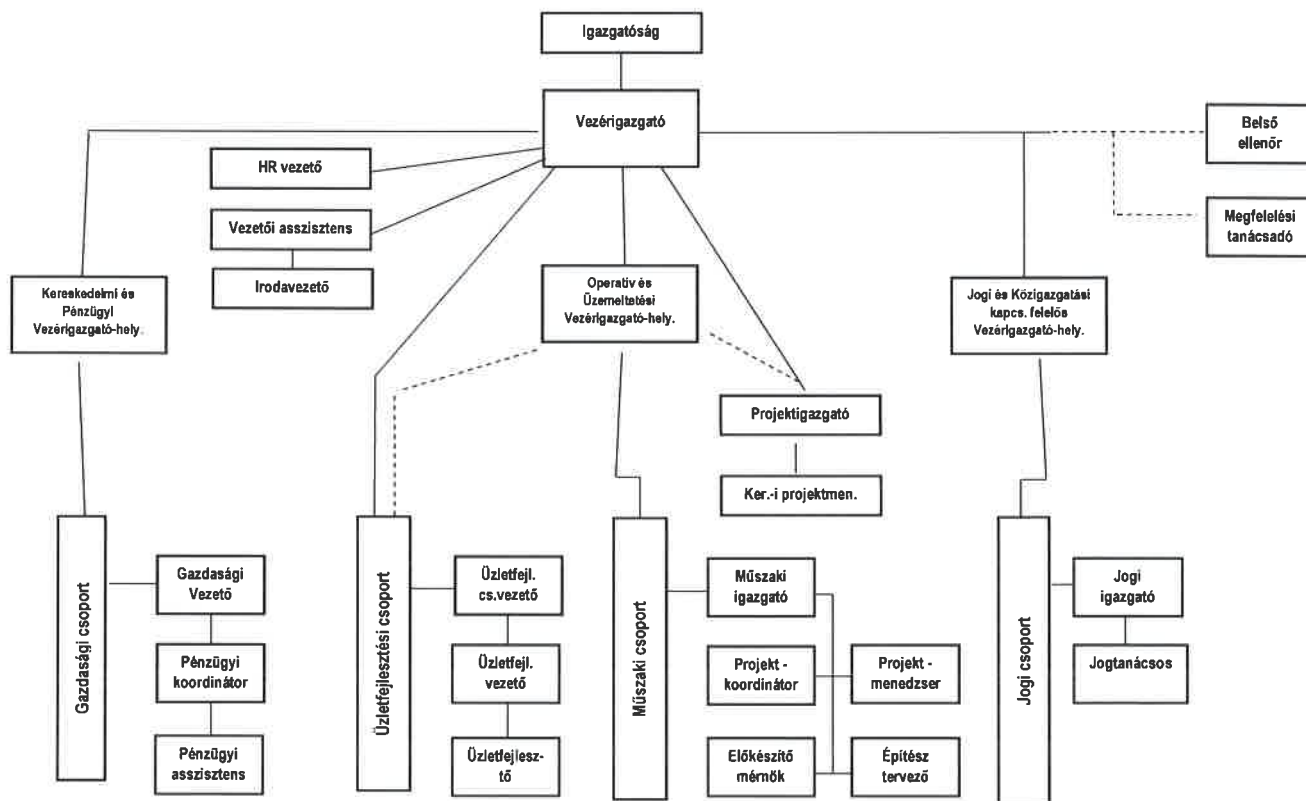 Igazgatóság
Vezérigazgató
Belső
ellenőr
HR vezető
Vezetői asszisztens
Megfelelési
tanácsadó
Irodavezető
Kereskedelmi és
Pénzügyi
Vezérigazgató-hely.
Operatív és
Üzemeltetési
Vezérigazgató-hely.
Jogi és Közigazgatási
kapcs. felelős
Vezérigazgató-hely.
Projektigazgató
Ker.-i projektmen.
Gazdasági csoport
Gazdasági
Vezető
Pénzügyi
koordinátor
Pénzügyi
asszisztens
Üzletfejlesztési csoport
Üzletfejl.
cs.vezető
Üzletfejl.
vezető
Üzletfejlesz-
tő
Műszaki csoport
Műszaki
igazgató
Projekt -
koordinátor
Projekt -
menedzser
Előkészítő
mérnök
Építész
tervező
Jogi csoport
Jogi
igazgató
Jogtanácsos